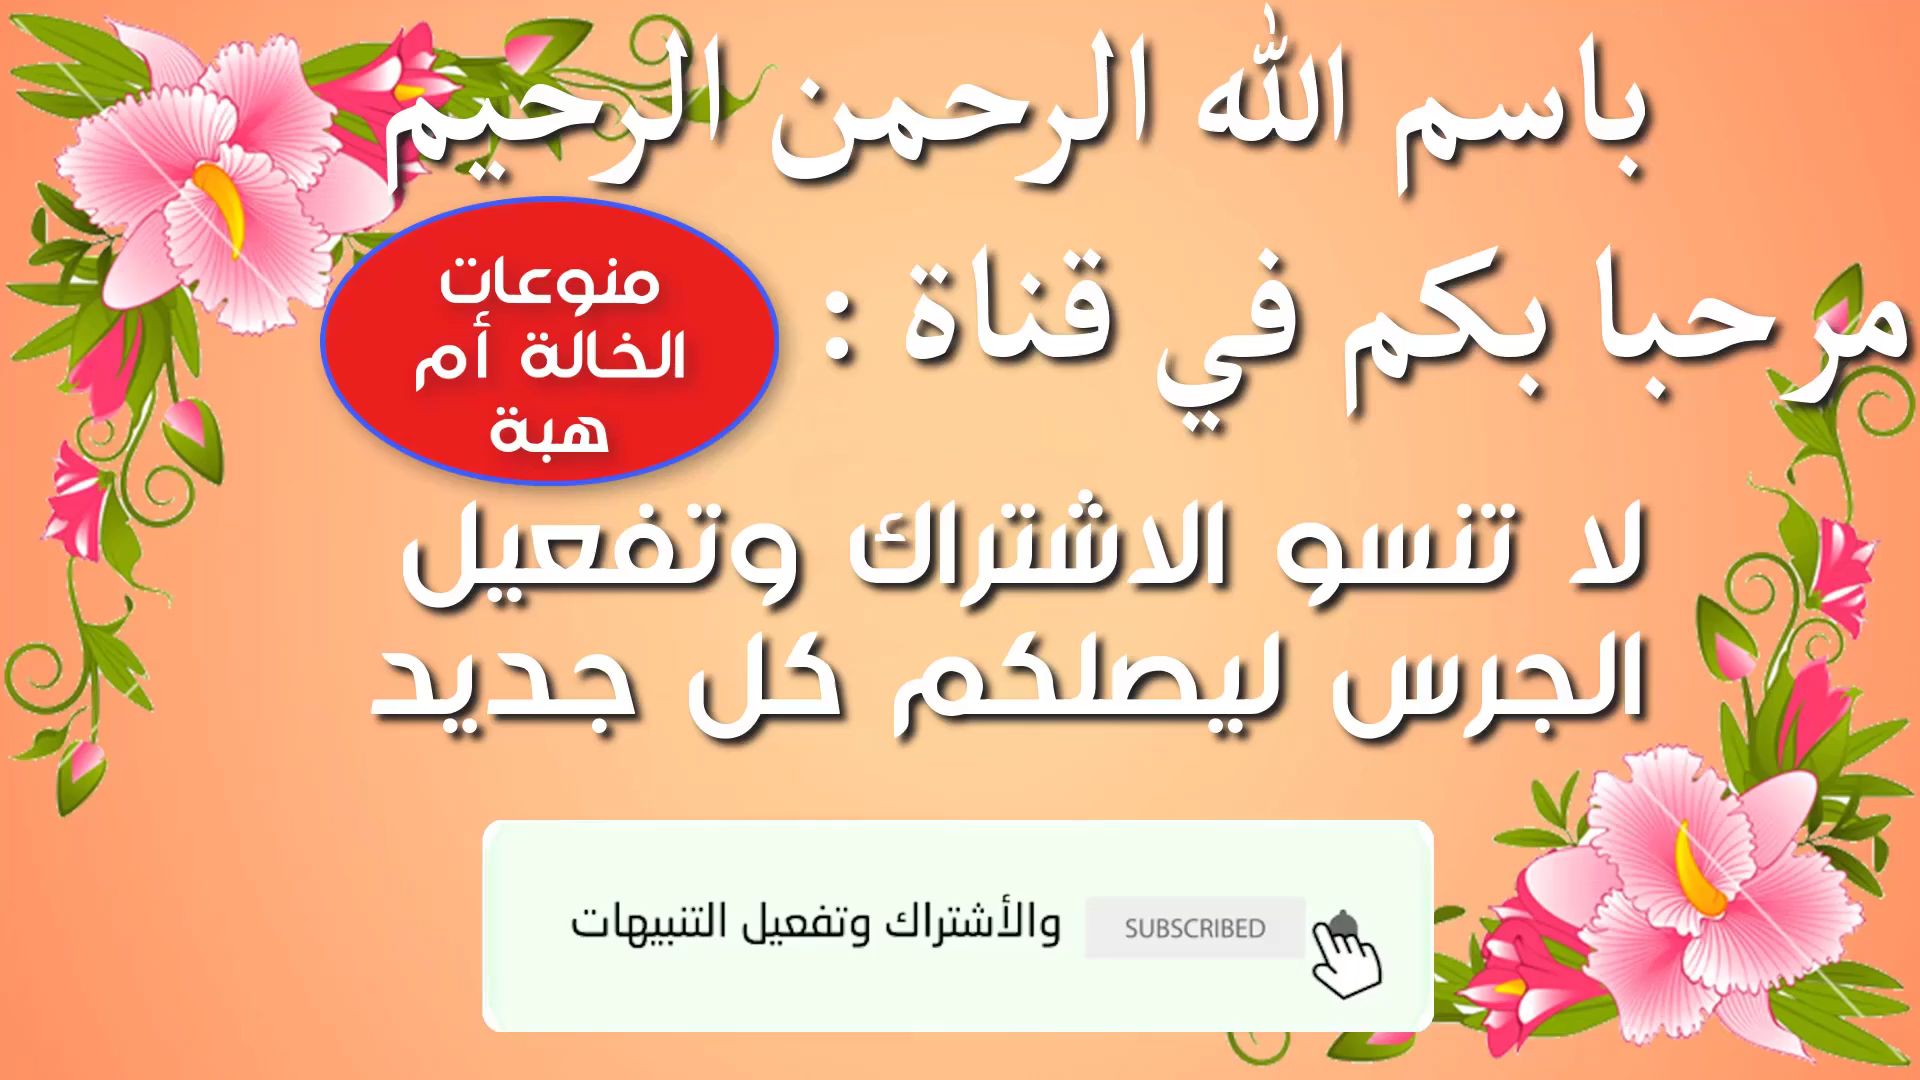 باسم الله الرحمن الرحيم
مرحبا بكم في قناة :
منوعات
الخالة أم
هبة
لا تنسو الاشتراك وتفعيل
الجرس ليصلكم كل جديد
والأشتراك وتفعيل التنبيهات
SUBSCRIBED